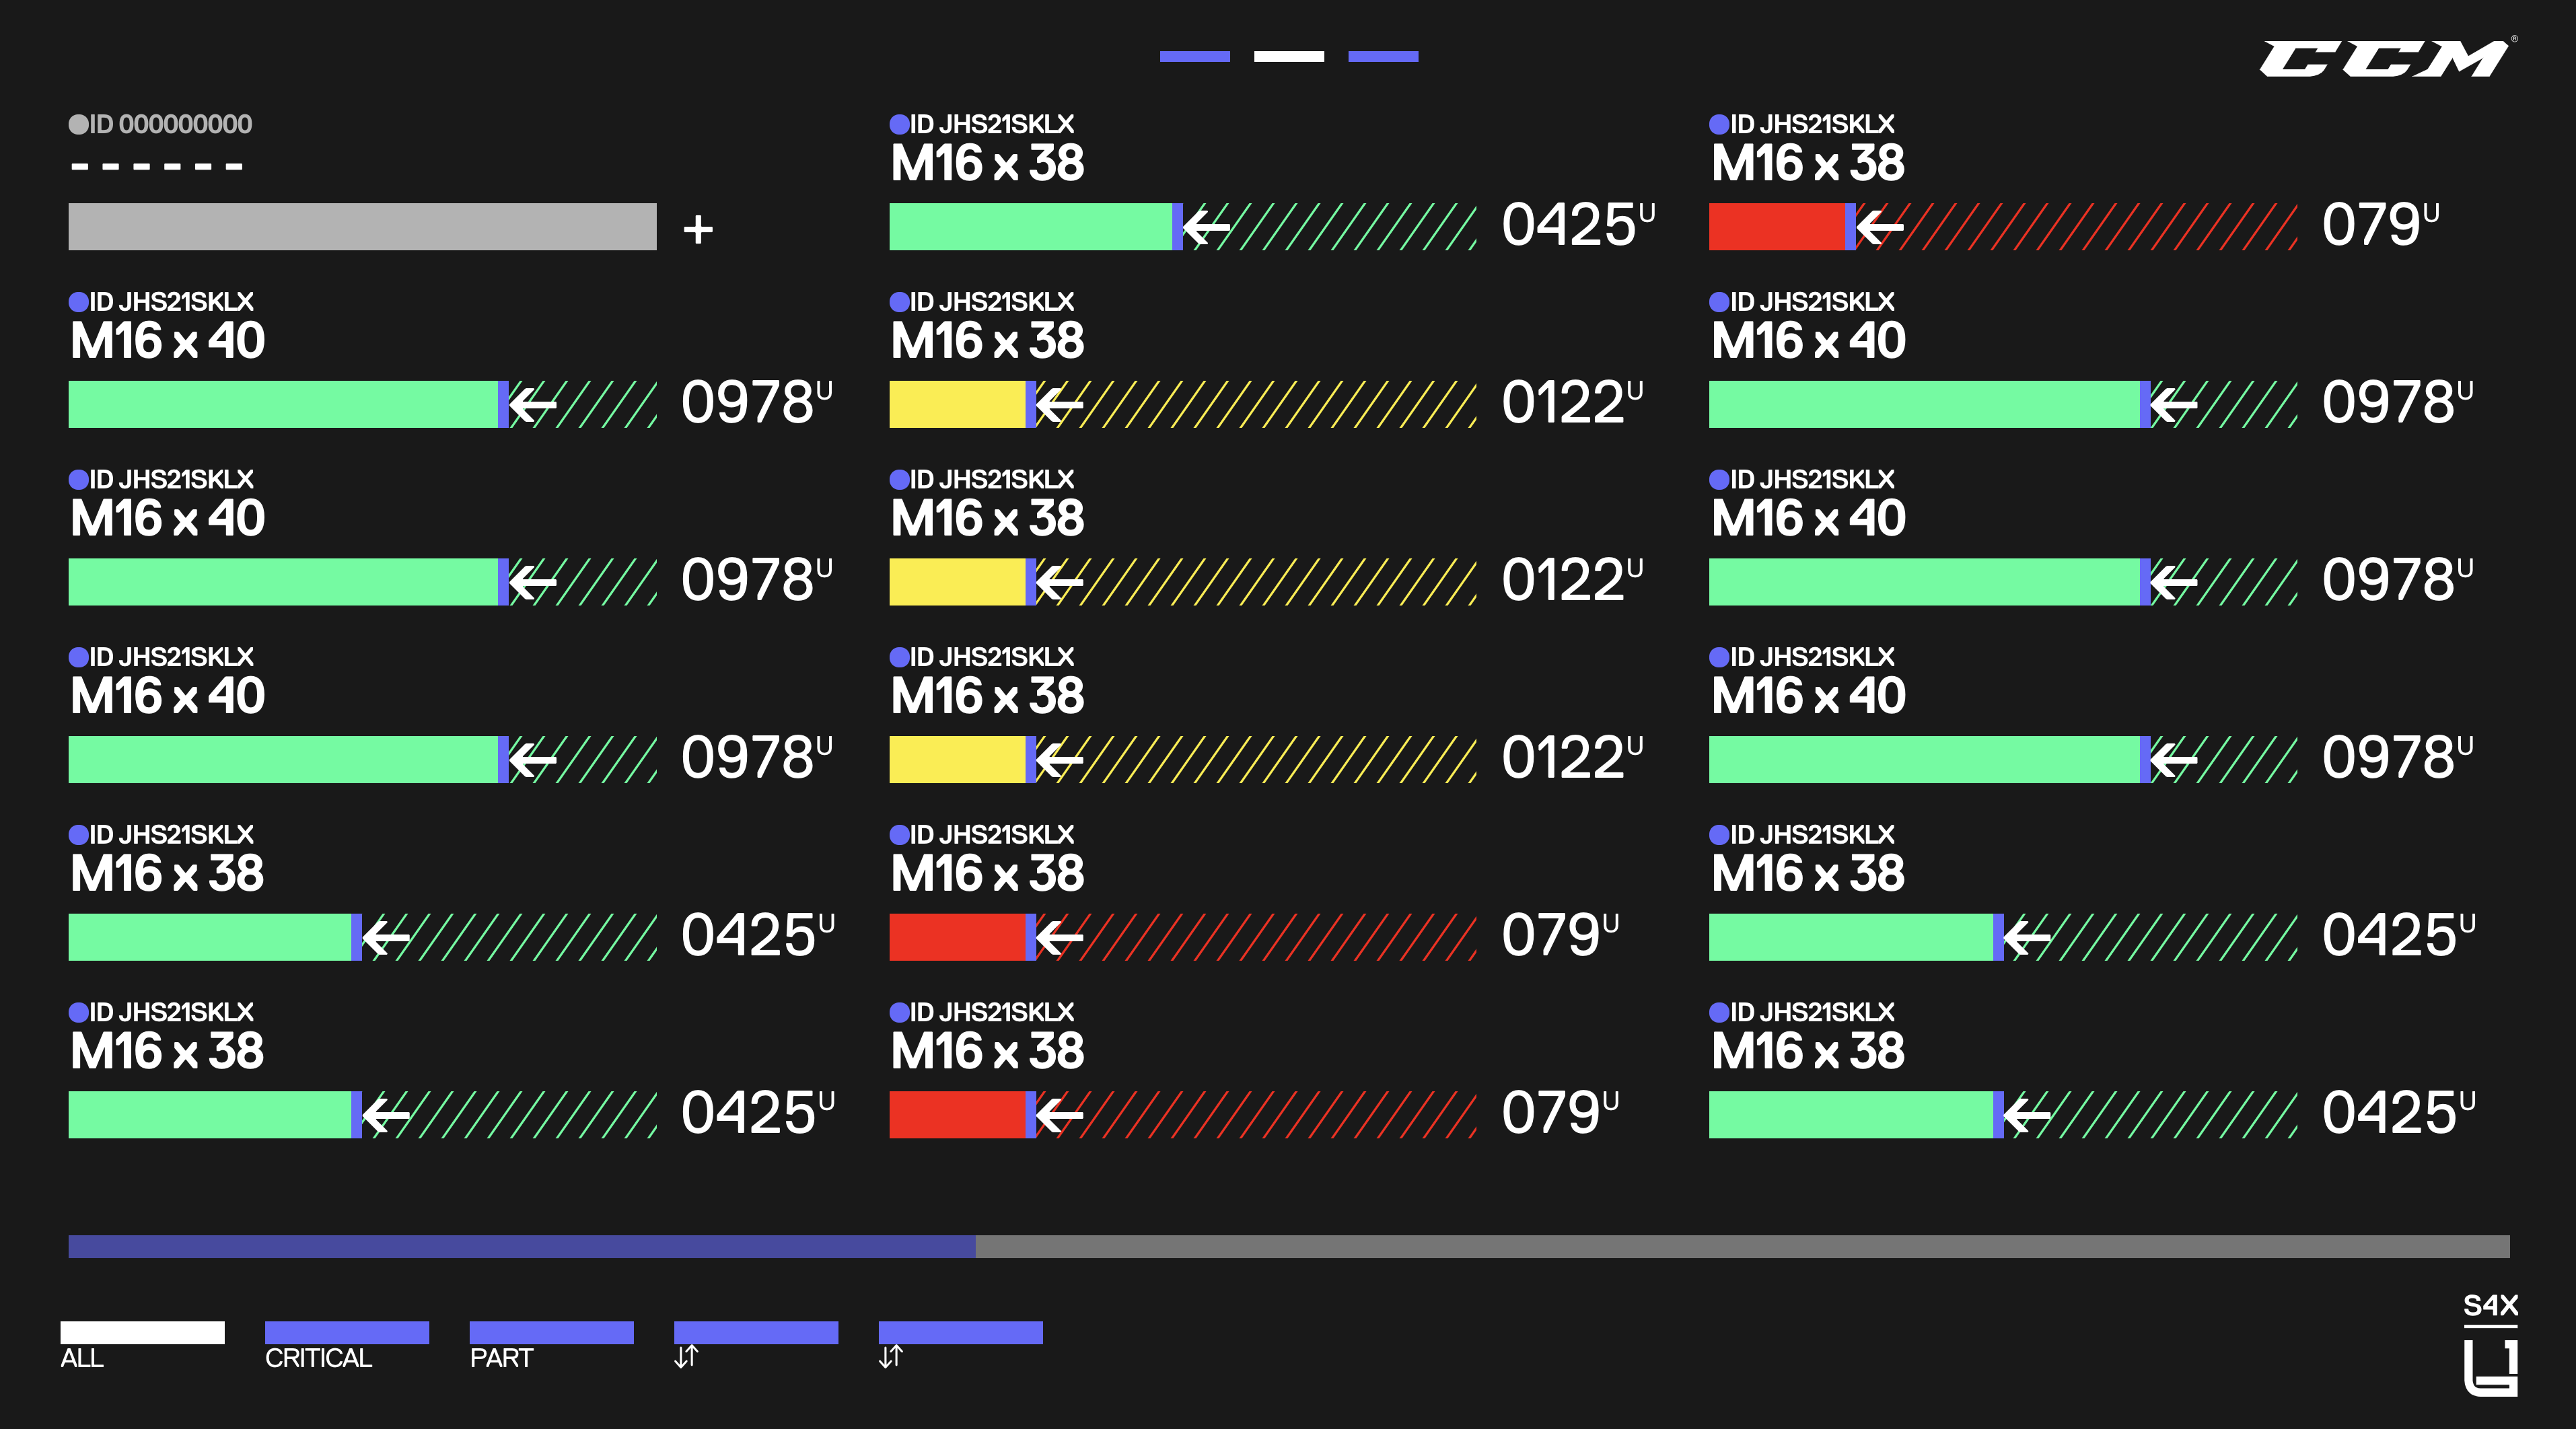 CCM®
ID 000000000
------
+
ID JHS21SKLX
M16 x 40
0978U
ID JHS21SKLX
M16 x 40
0978U
ID JHS21SKLX
M16 x 40
0978U
ID JHS21SKLX
M16 x 38
0425U
ID JHS21SKLX
M16 x 38
0425U
ID JHS21SKLX
M16 x 38
0425U
ID JHS21SKLX
M16 x 38
0122U
ID JHS21SKLX
M16 x 38
0122U
ID JHS21SKLX
M16 x 38
0122U
ID JHS21SKLX
M16 x 38
079U
ID JHS21SKLX
M16 x 38
079U
ID JHS21SKLX
M16 x 38
079U
ID JHS21SKLX
M16 x 40
0978U
ID JHS21SKLX
M16 x 40
0978U
ID JHS21SKLX
M16 x 40
0978U
ID JHS21SKLX
M16 x 38
0425U
ID JHS21SKLX
M16 x 38
0425U
ALL
CRITICAL
PART
↓↑
↓↑
S4X